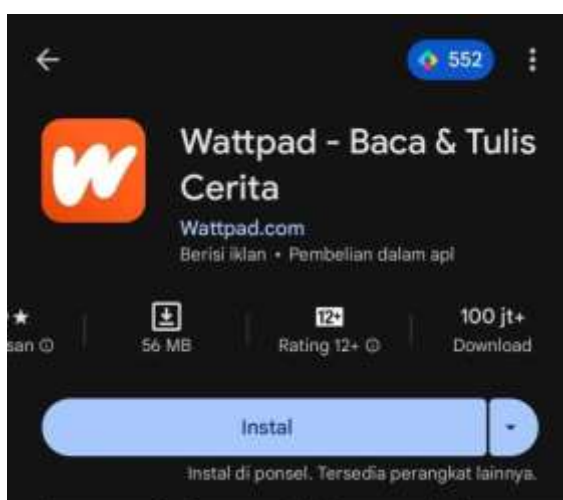 552
Wattpad - Baca & Tulis
Cerita
Wattpad.com
Berisi iklan • Pembelian dalam apl
12+
100 jt+
56 MB
Rating 12+
Download
Instal
Instal di ponsel. Tersedia perangkat lainnya.